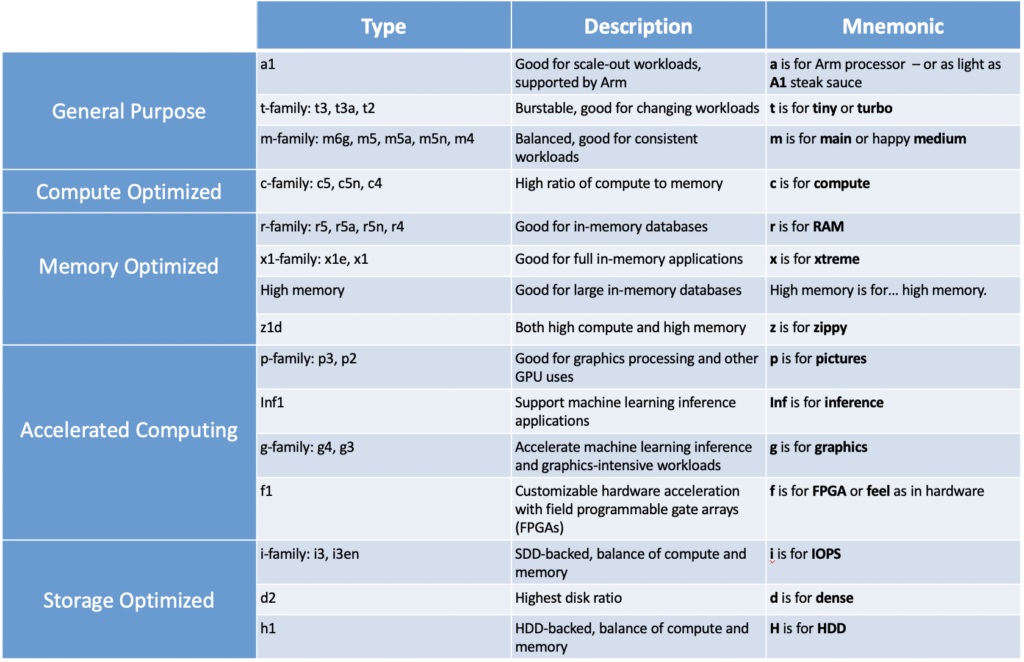 Type Description Mnemonic
General Purpose
a1
Good for scale-out workloads,
supported by Arm
a is for Arm processor – or as light as
A1 steak sauce
t-family: t3, t3a, t2
Burstable, good for changing workloads
t is for tiny or turbo
m-family: m6g, m5, m5a, m5n, m4
Balanced, good for consistent
workloads
m is for main or happy medium
Compute Optimized
c-family: c5, c5n, c4
High ratio of compute to memory
c is for compute
Memory Optimized
r-family: r5, r5a, r5n, r4
Good for in-memory databases
r is for RAM
x1-family: x1e, x1
Good for full in-memory applications
x is for xtreme
High memory
Good for large in-memory databases
High memory is for... high memory.
z1d
Both high compute and high memory
z is for zippy
Accelerated Computing
p-family: p3, p2
Good for graphics processing and other
GPU uses
p is for pictures
Inf1
Support machine learning inference
applications
Inf is for inference
g-family: g4, g3
Accelerate machine learning inference
and graphics-intensive workloads
g is for graphics
f1
Customizable hardware acceleration
with field programmable gate arrays
(FPGAs)
f is for FPGA or feel as in hardware
Storage Optimized
i-family: i3, i3en
SDD-backed, balance of compute and
memory
i is for IOPS
d2
Highest disk ratio
d is for dense
h1
HDD-backed, balance of compute and
memory
H is for HDD